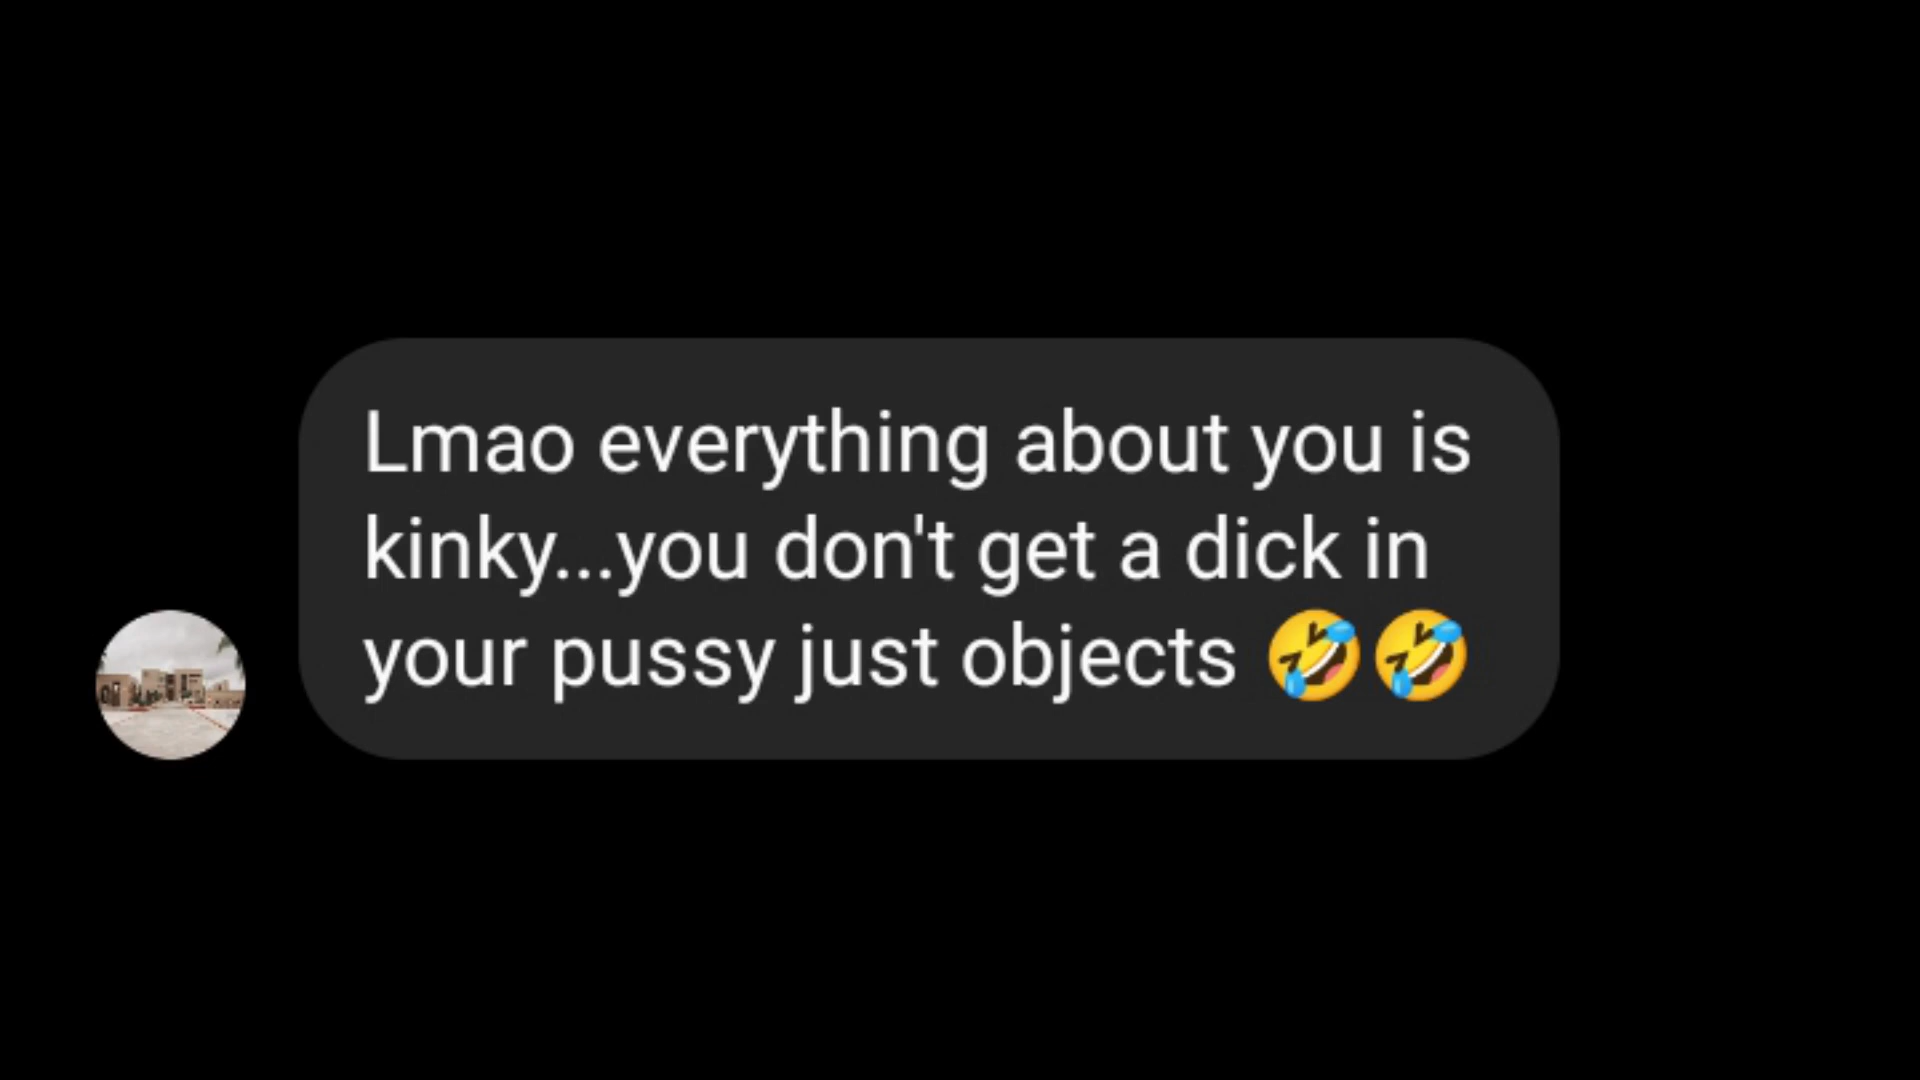 Lmao everything about you is
kinky...you don't get a dick in
your pussy just objects 🤣🤣